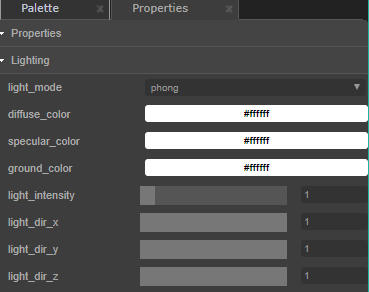 Palette × Properties ×
Properties
Lighting
light_mode phong
diffuse_color #ffffff
specular_color #ffffff
ground_color #ffffff
light_intensity 1
light_dir_x 1
light_dir_y 1
light_dir_z 1